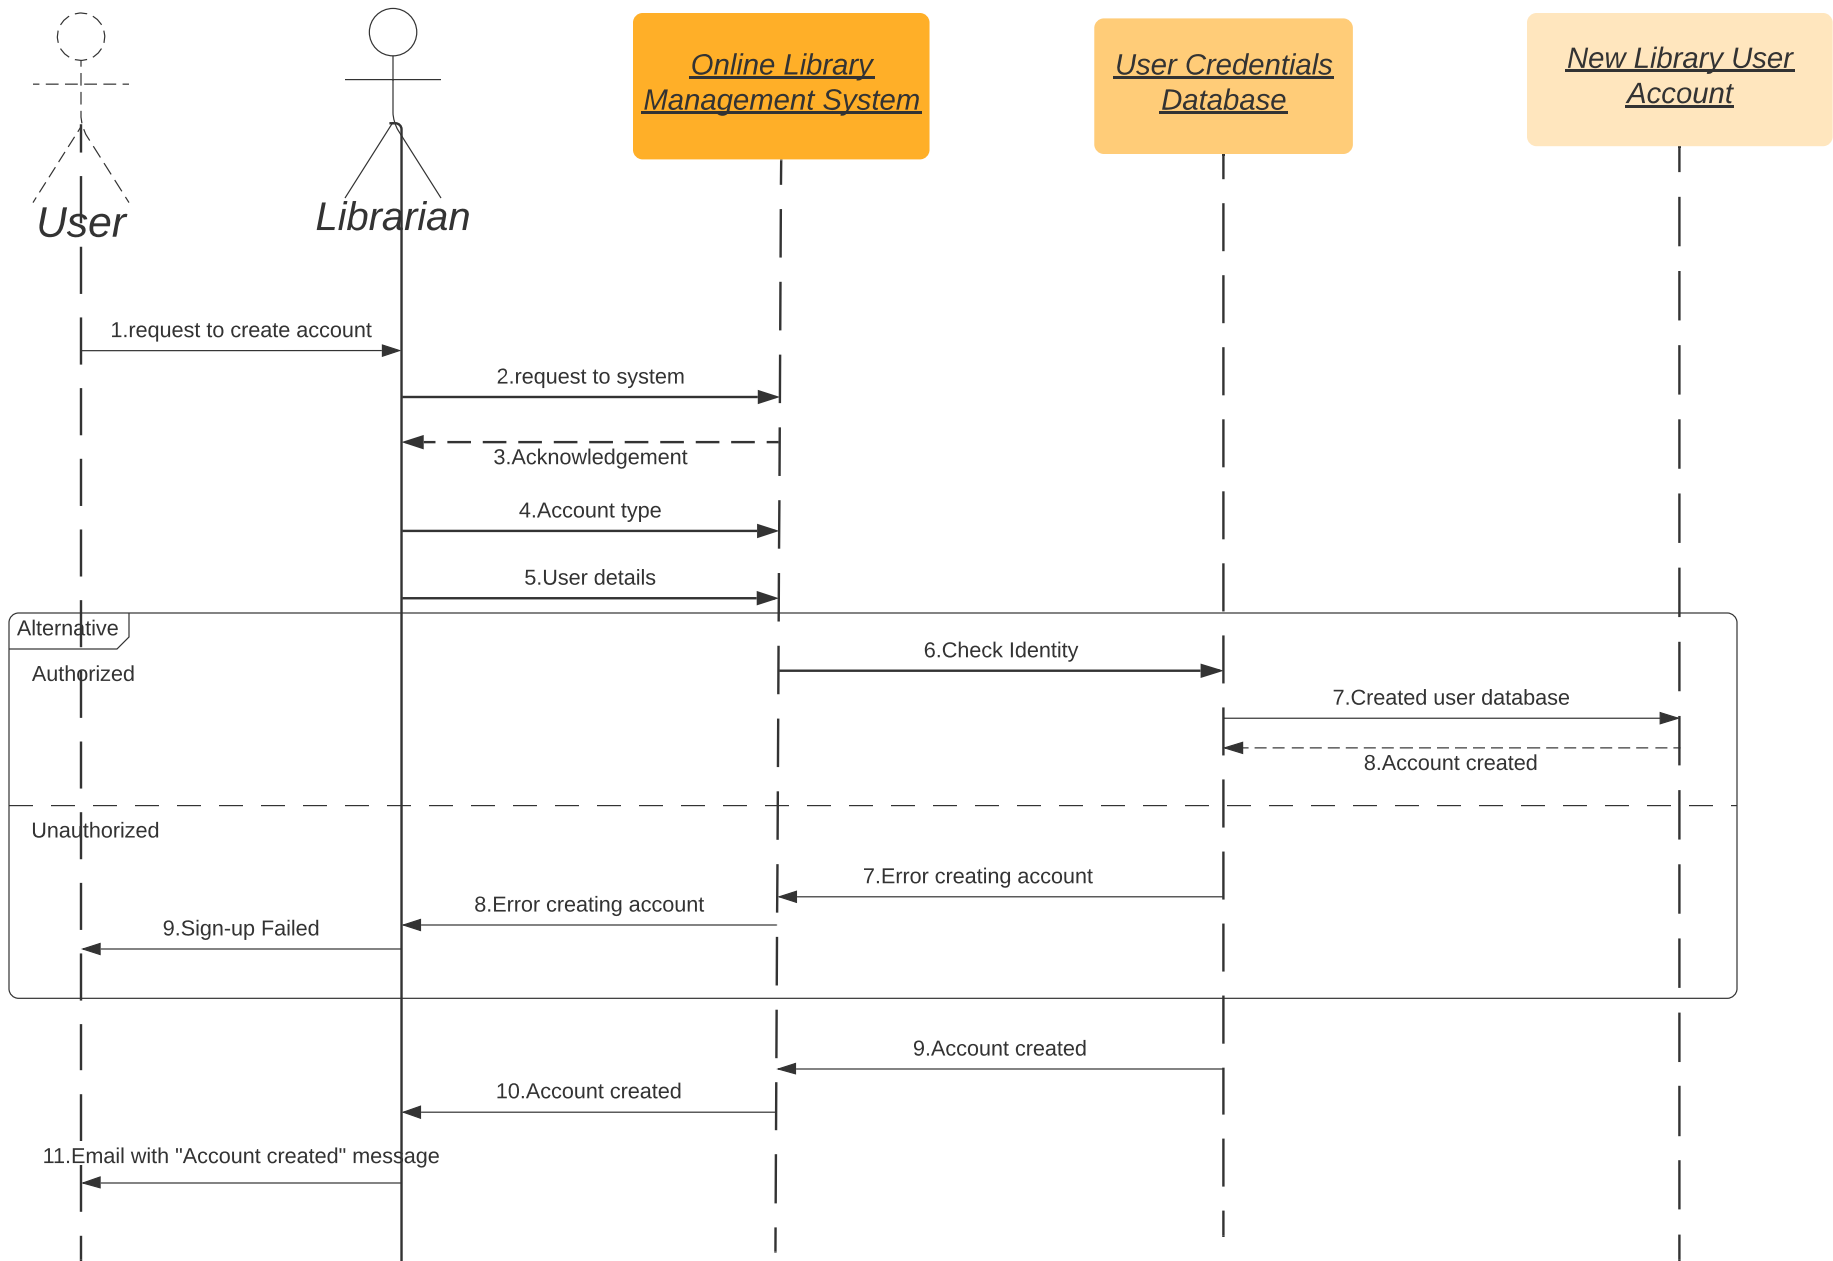 User
Librarian
Online Library
Management System
User Credentials
Database
New Library User
Account
1.request to create account
2.request to system
3.Acknowledgement
4.Account type
5.User details
Alternative
Authorized
6.Check Identity
7.Created user database
8.Account created
Unauthorized
7.Error creating account
8.Error creating account
9.Sign-up Failed
9.Account created
10.Account created
11.Email with "Account created" message